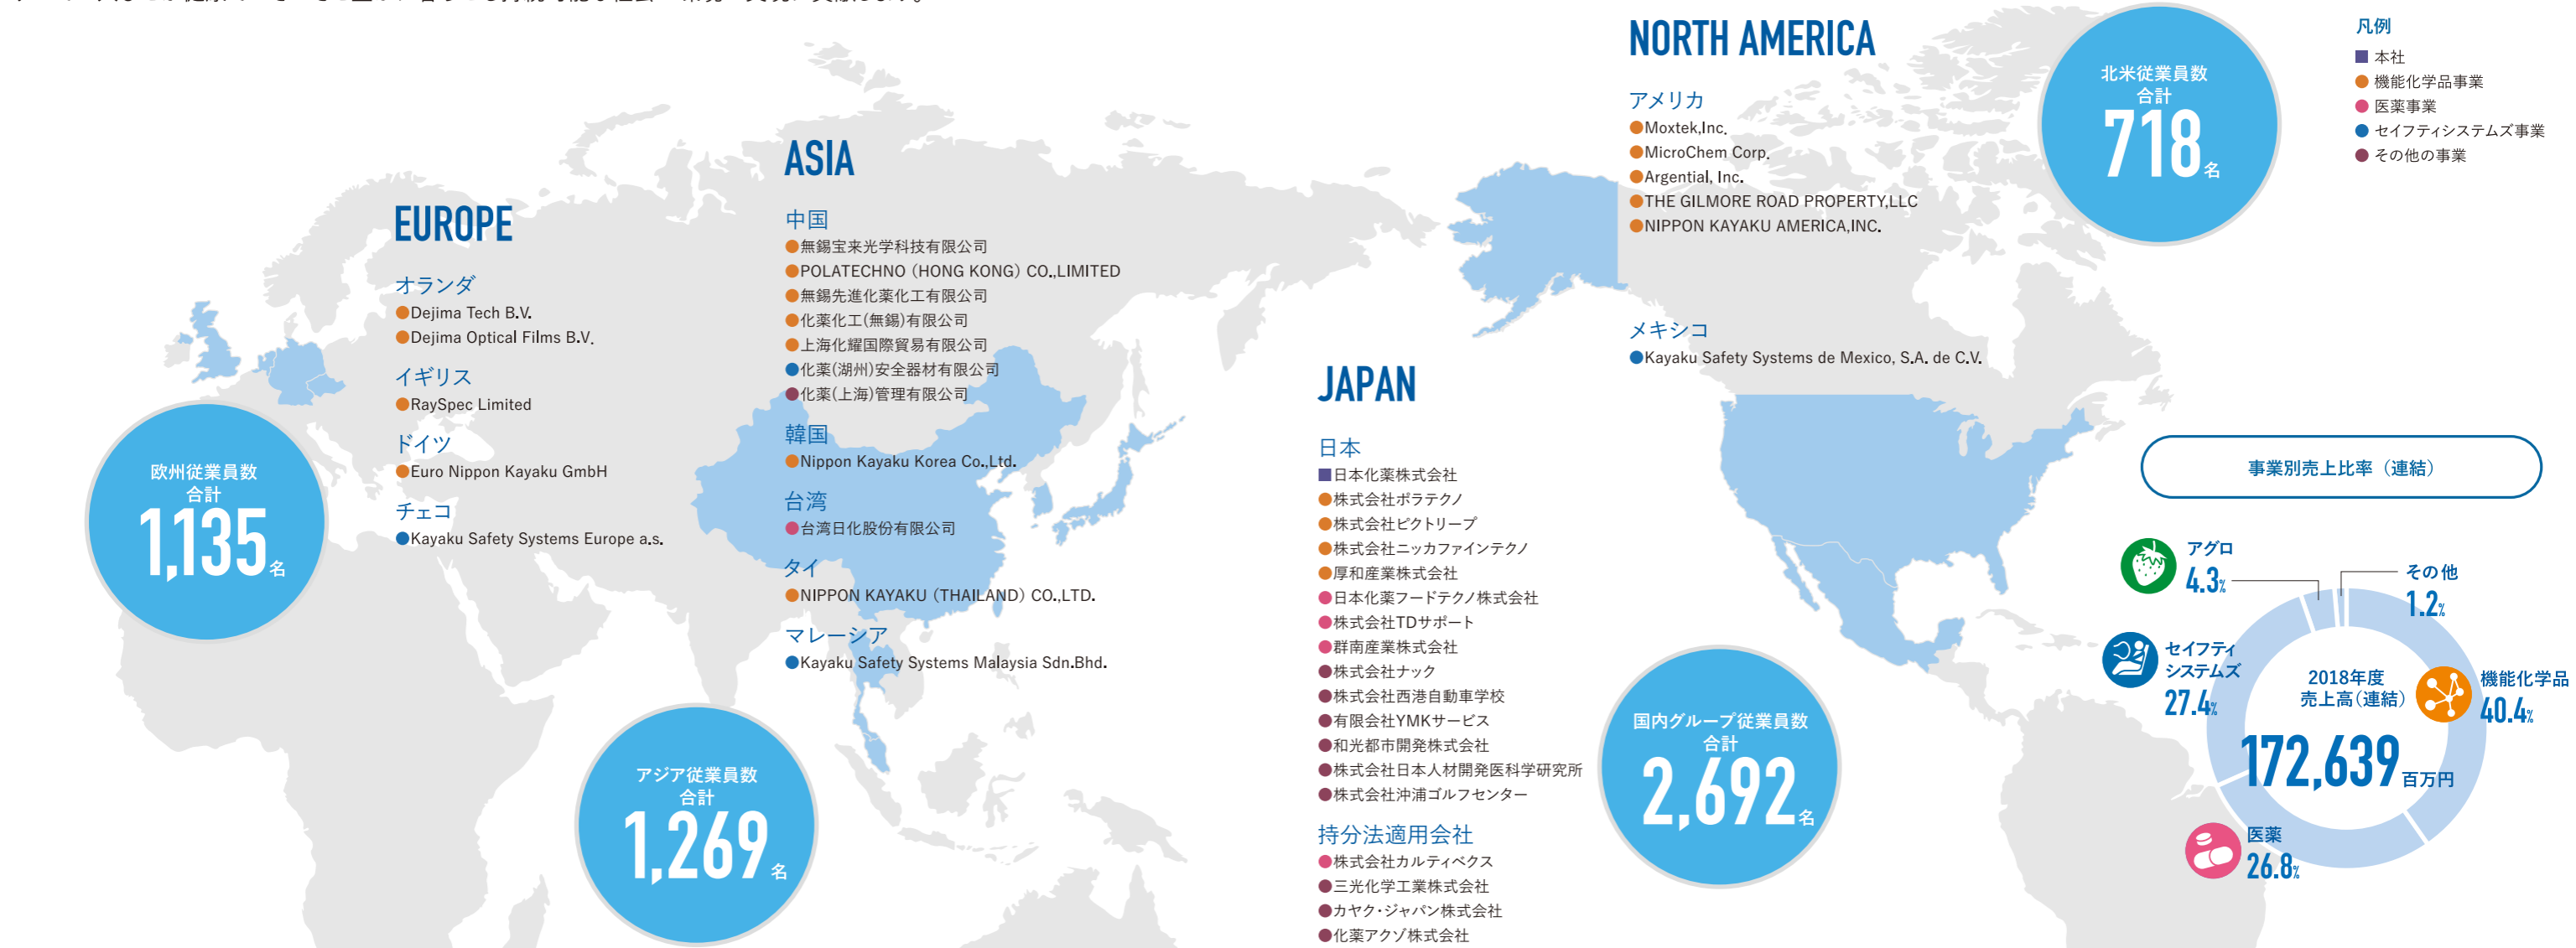 EUROPE
オランダ
●Dejima Tech B.V.
●Dejima Optical Films B.V.
イギリス
●RaySpec Limited
ドイツ
●Euro Nippon Kayaku GmbH
チェコ
●Kayaku Safety Systems Europe a.s.
欧州従業員数
合計
1,135名
ASIA
中国
●無錫宝来光学科技有限公司
●POLATECHNO (HONG KONG) CO.,LIMITED
●無錫先進化薬化工有限公司
●化薬化工(無錫)有限公司
●上海化耀国際貿易有限公司
●化薬(湖州)安全器材有限公司
●化薬(上海)管理有限公司
韓国
●Nippon Kayaku Korea Co.,Ltd.
台湾
●台湾日化股份有限公司
タイ
●NIPPON KAYAKU (THAILAND) CO.,LTD.
マレーシア
●Kayaku Safety Systems Malaysia Sdn.Bhd.
アジア従業員数
合計
1,269名
JAPAN
日本
■日本化薬株式会社
●株式会社ポラテクノ
●株式会社ピクトリープ
●株式会社ニッカファインテクノ
●厚和産業株式会社
●日本化薬フードテクノ株式会社
●株式会社TDサポート
●群南産業株式会社
●株式会社ナック
●株式会社西港自動車学校
●有限会社YMKサービス
●和光都市開発株式会社
●株式会社日本人材開発医科学研究所
●株式会社沖浦ゴルフセンター
持分法適用会社
●株式会社カルティベクス
●三光化学工業株式会社
●カヤク・ジャパン株式会社
●化薬アクゾ株式会社
国内グループ従業員数
合計
2,692名
NORTH AMERICA
アメリカ
●Moxtek,Inc.
●MicroChem Corp.
●Argential, Inc.
●THE GILMORE ROAD PROPERTY,LLC
●NIPPON KAYAKU AMERICA,INC.
メキシコ
●Kayaku Safety Systems de Mexico, S.A. de C.V.
北米従業員数
合計
718名
凡例
■ 本社
● 機能化学品事業
● 医薬事業
● セイフティシステムズ事業
● その他の事業
事業別売上比率（連結）
アグロ
4.3%
その他
1.2%
セイフティ
システムズ
27.4%
機能化学品
40.4%
2018年度
売上高(連結)
172,639百万円
医薬
26.8%